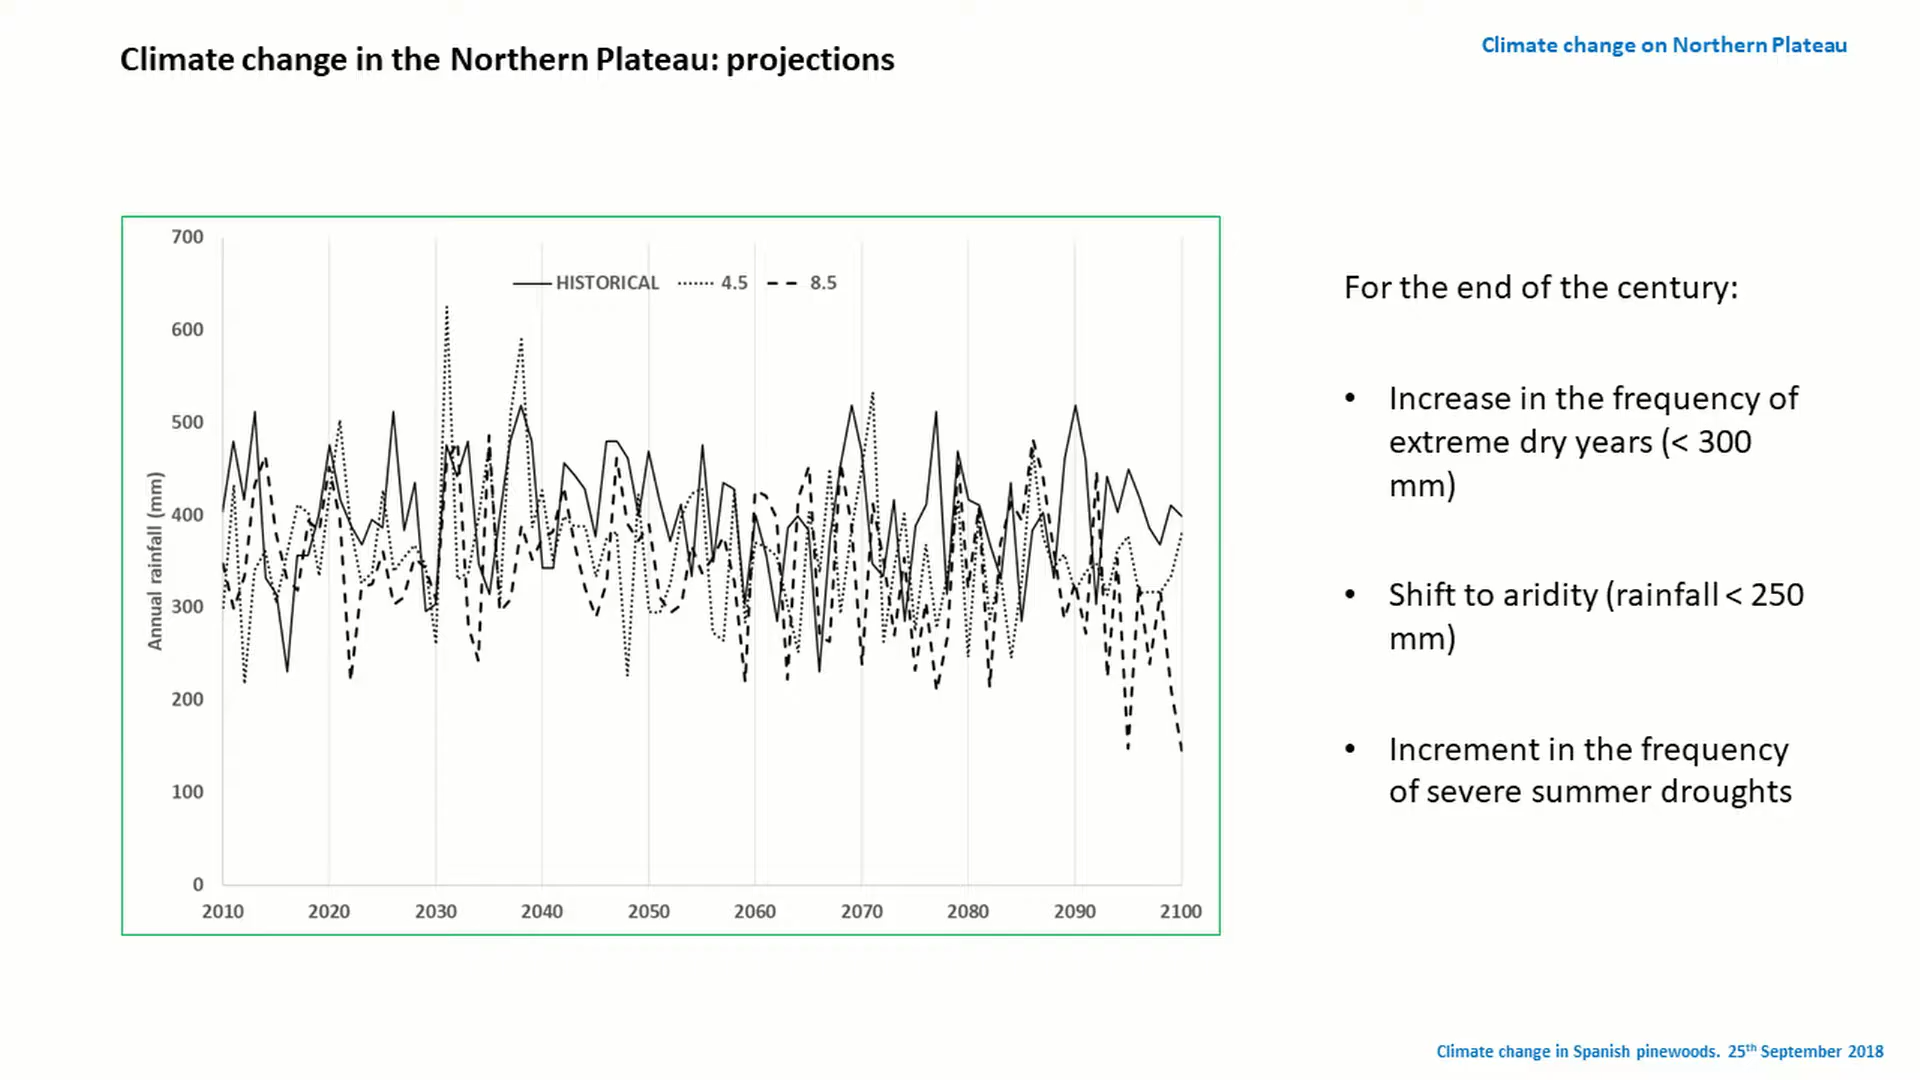 Climate change in the Northern Plateau: projections
Climate change on Northern Plateau
700
600
500
400
300
200
100
0
Annual rainfall (mm)
HISTORICAL 4.5 8.5
2010 2020 2030 2040 2050 2060 2070 2080 2090 2100
For the end of the century:
• Increase in the frequency of
extreme dry years (< 300
mm)
• Shift to aridity (rainfall < 250
mm)
• Increment in the frequency
of severe summer droughts
Climate change in Spanish pinewoods. 25th September 2018